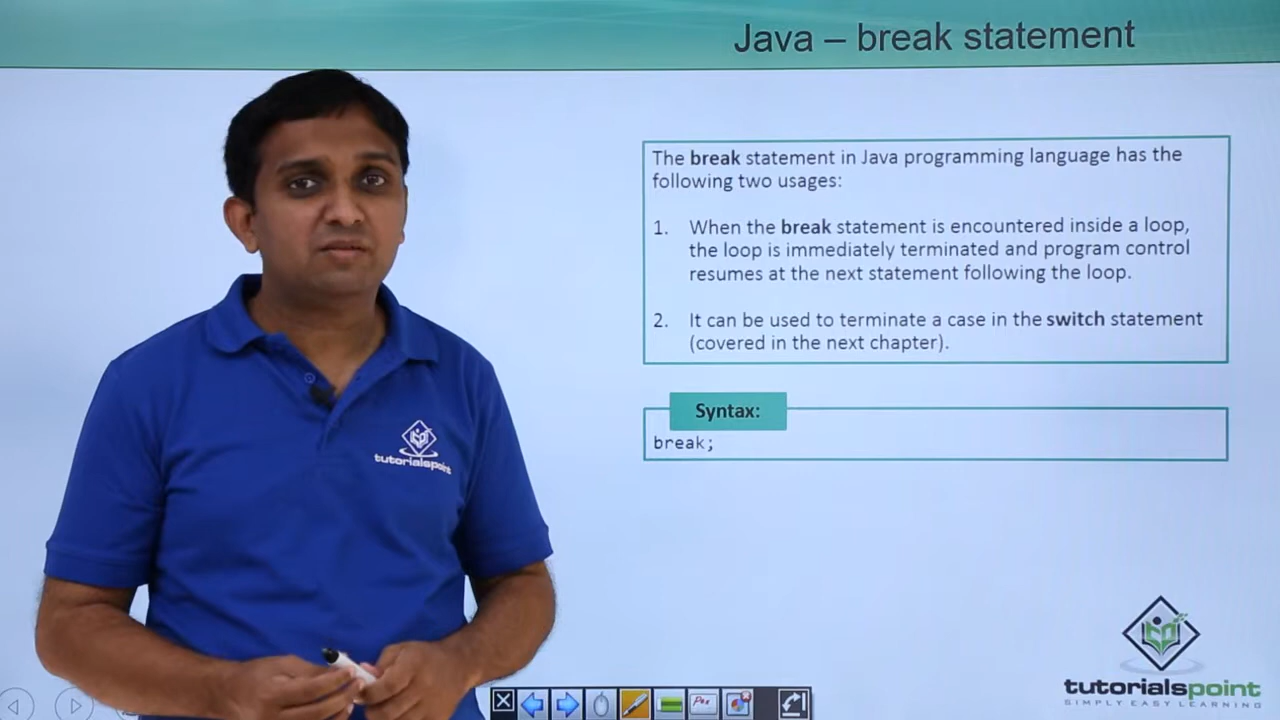 Java – break statement
The break statement in Java programming language has the
following two usages:
1. When the break statement is encountered inside a loop,
the loop is immediately terminated and program control
resumes at the next statement following the loop.
2. It can be used to terminate a case in the switch statement
(covered in the next chapter).
Syntax:
break;
tutorialspoint
tutorialspoint
SIMPLY EASY LEARNING